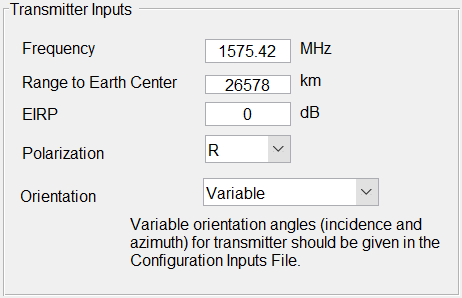 Transmitter Inputs
Frequency 1575.42 MHz
Range to Earth Center 26578 km
EIRP 0 dB
Polarization R
Orientation Variable
Variable orientation angles (incidence and
azimuth) for transmitter should be given in the
Configuration Inputs File.